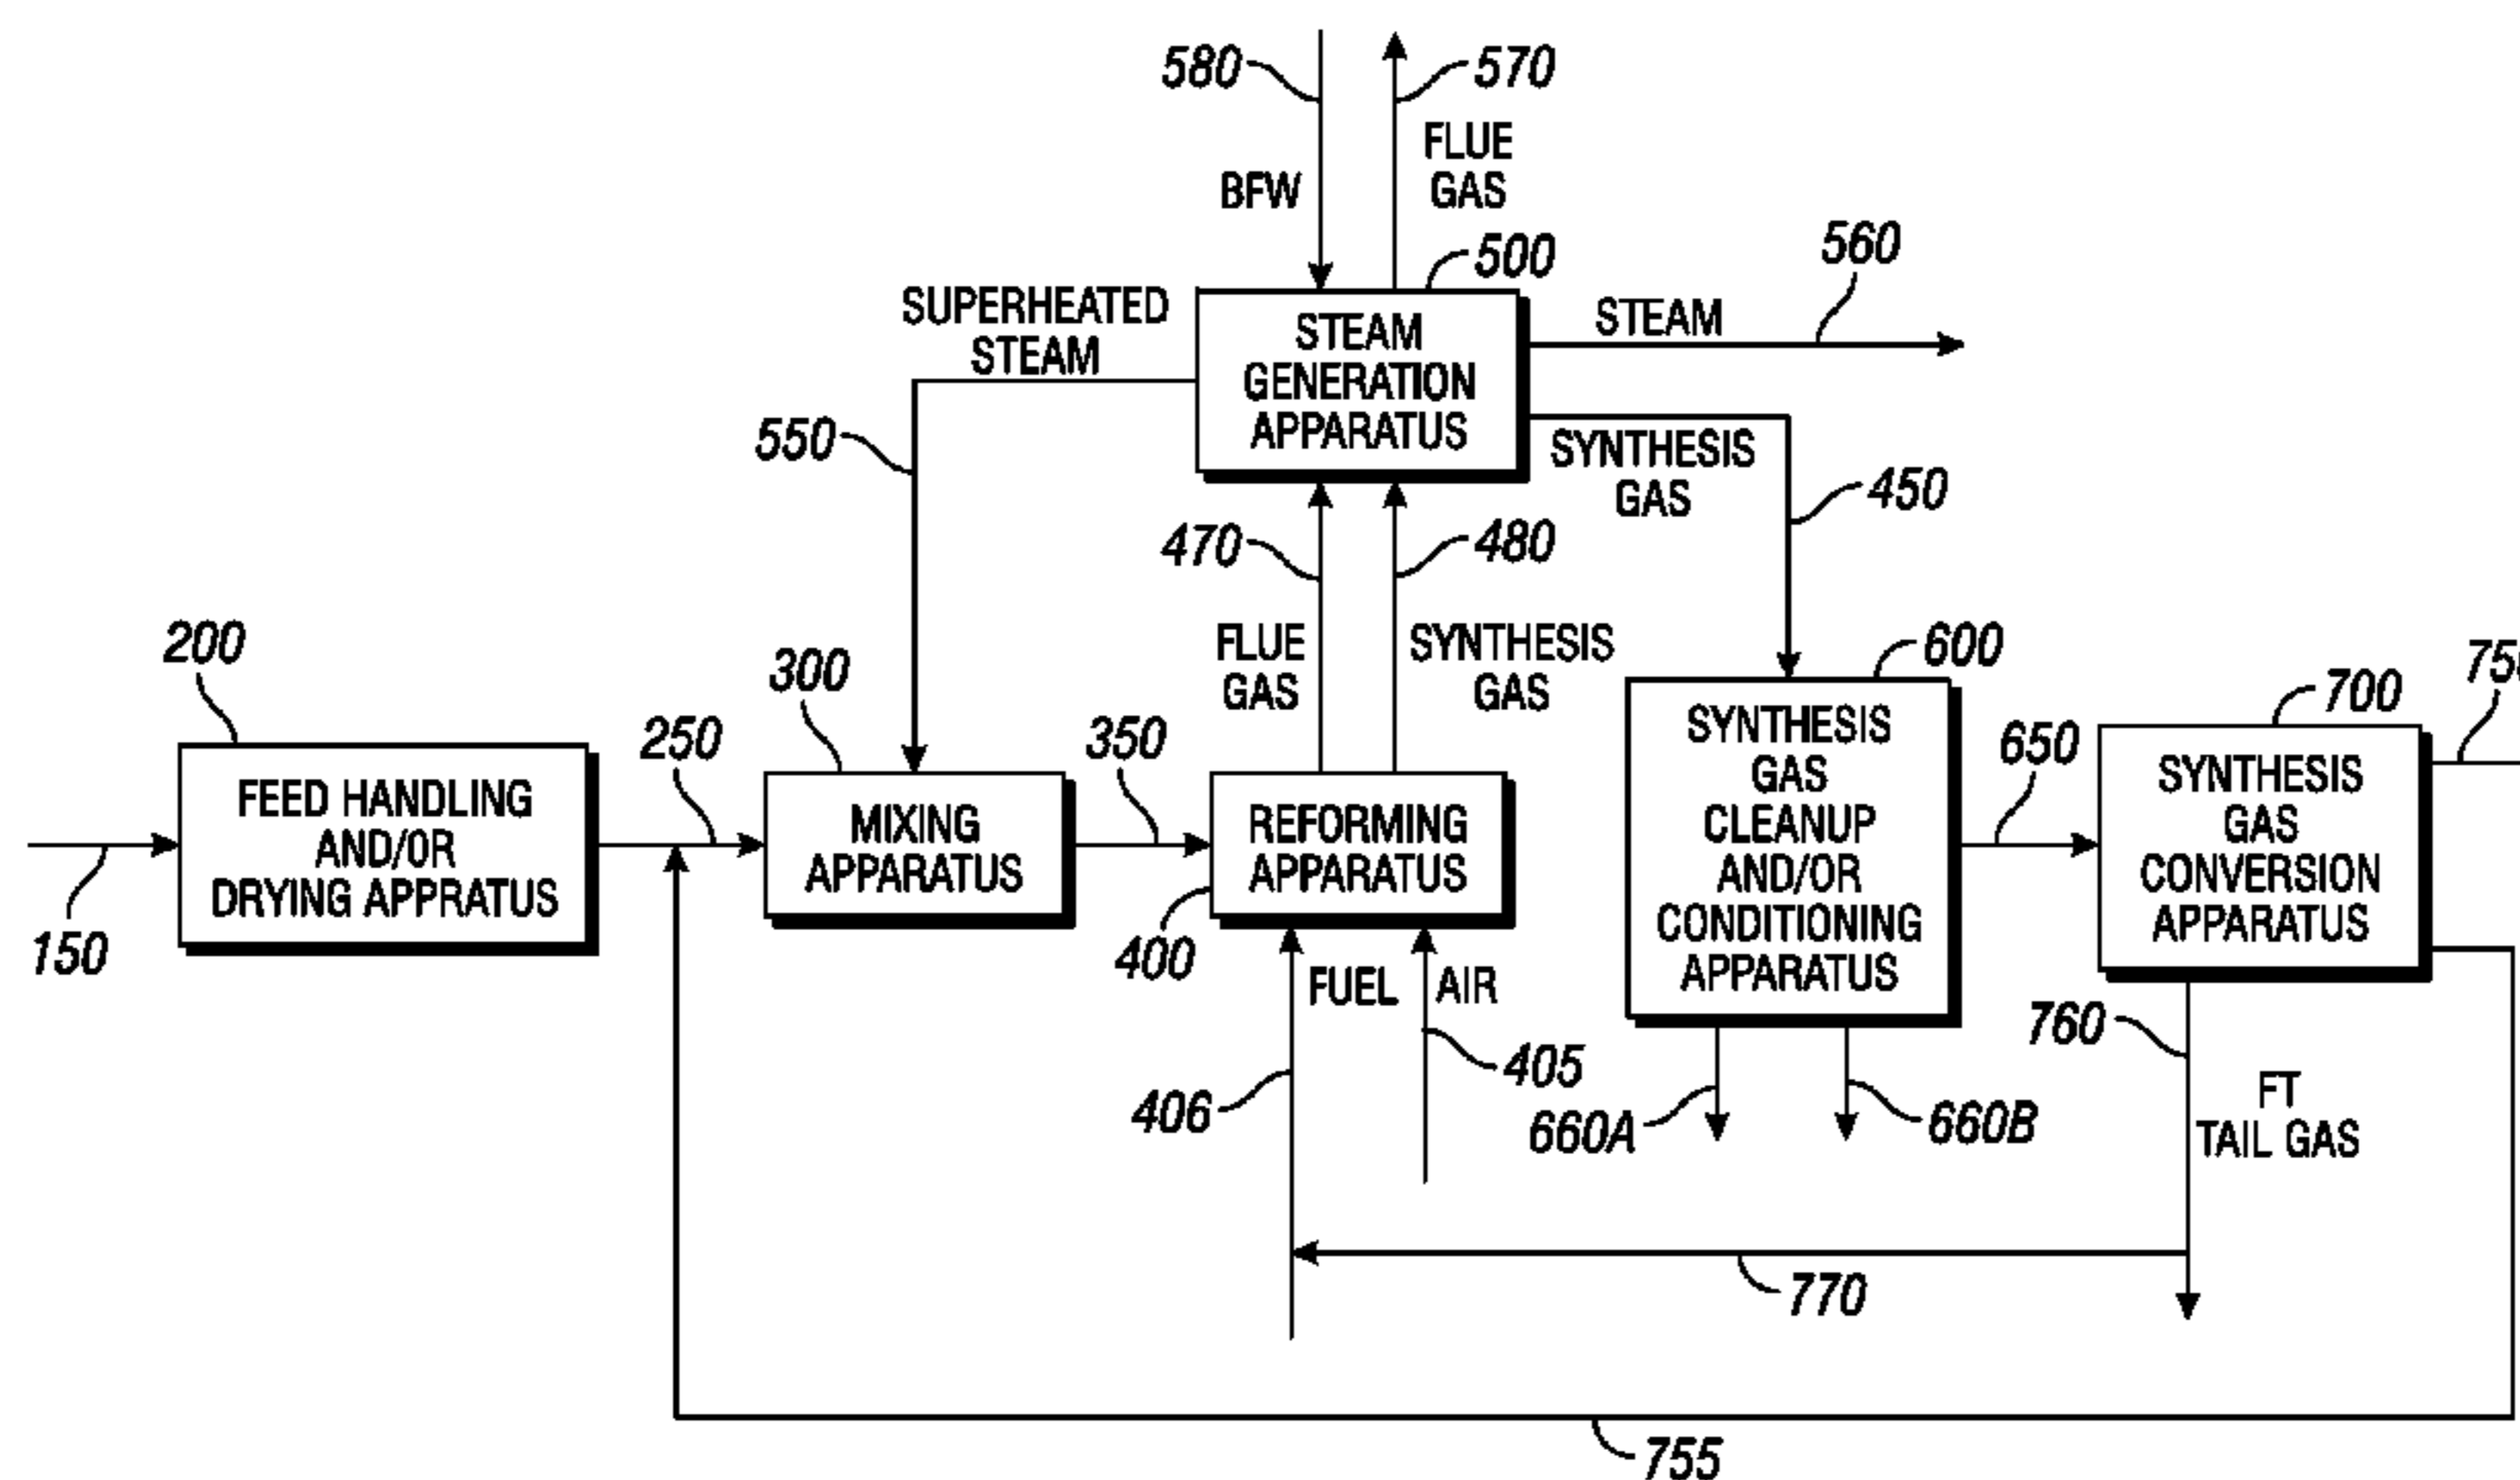 580
570
FLUE
GAS
BFW
500
560
SUPERHEATED
STEAM
STEAM
GENERATION
APPARATUS
STEAM
SYNTHESIS
GAS
550
450
470
480
FLUE
GAS
SYNTHESIS
GAS
200
300
250
350
600
650
700
FEED HANDLING
AND/OR
DRYING APPRATUS
MIXING
APPARATUS
REFORMING
APPARATUS
SYNTHESIS
GAS
CLEANUP
AND/OR
CONDITIONING
APPARATUS
SYNTHESIS
GAS
CONVERSION
APPARATUS
150
400
FUEL
AIR
405
406
660A
660B
760
FT
TAIL GAS
770
755